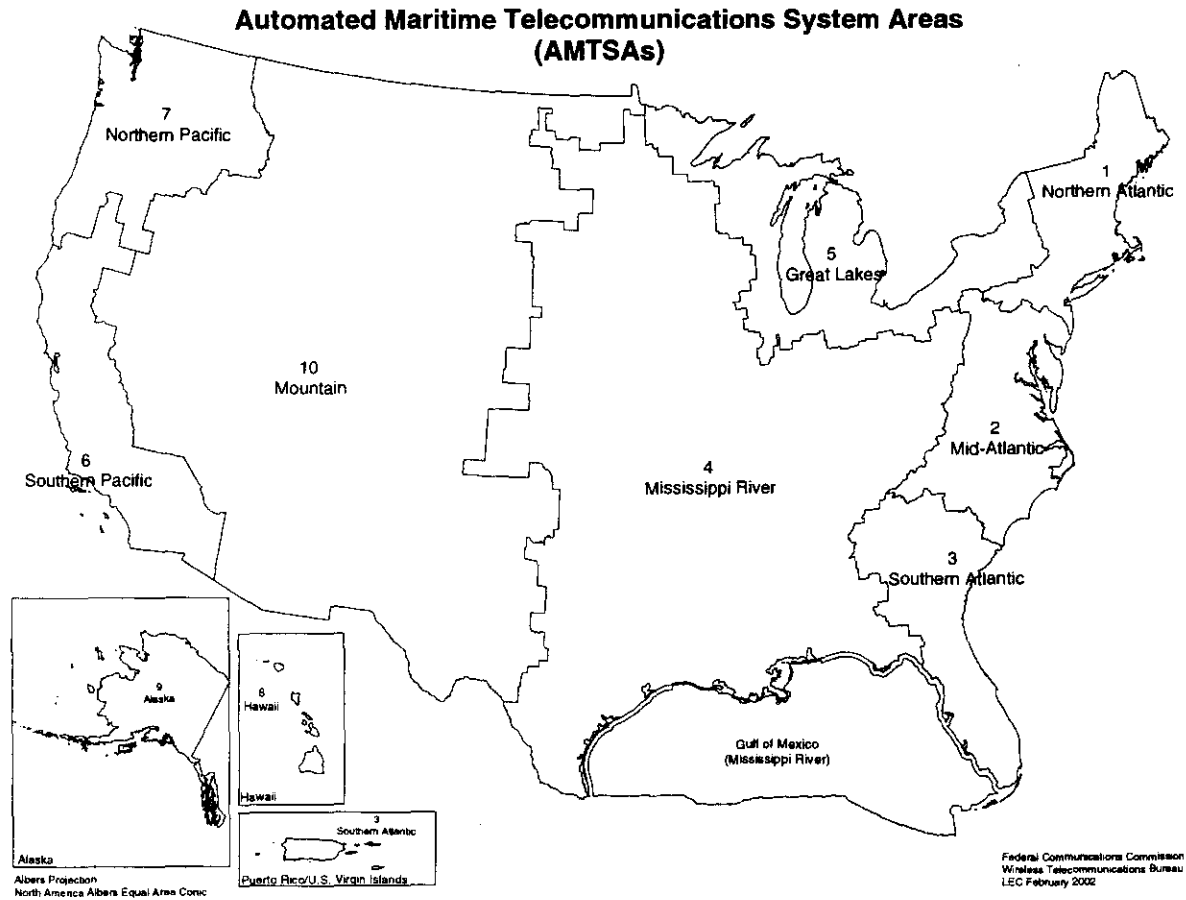 Automated Maritime Telecommunications System Areas
(AMTSAs)
7
Northern Pacific
1
Northern Atlantic
5
Great Lakes
10
Mountain
2
Mid-Atlantic
6
Southern Pacific
4
Mississippi River
3
Southern Atlantic
9
Alaska
8
Hawaii
Gulf of Mexico
(Mississippi River)
Hawaii
3
Southern Atlantic
Alaska
Puerto Rico/U.S. Virgin Islands
Albers Projection
North America Albers Equal Area Conic
Federal Communications Commission
Wireless Telecommunications Bureau
LEC February 2002